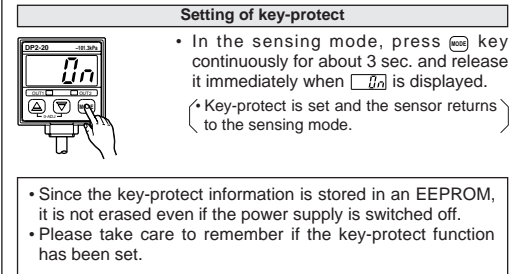 Setting of key-protect
DP2-20 –101.3kPa
On
OUT1 OUT2
0-ADJ
MODE
• In the sensing mode, press MODE key
continuously for about 3 sec. and release
it immediately when On is displayed.
• Key-protect is set and the sensor returns
to the sensing mode.
• Since the key-protect information is stored in an EEPROM,
it is not erased even if the power supply is switched off.
• Please take care to remember if the key-protect function
has been set.